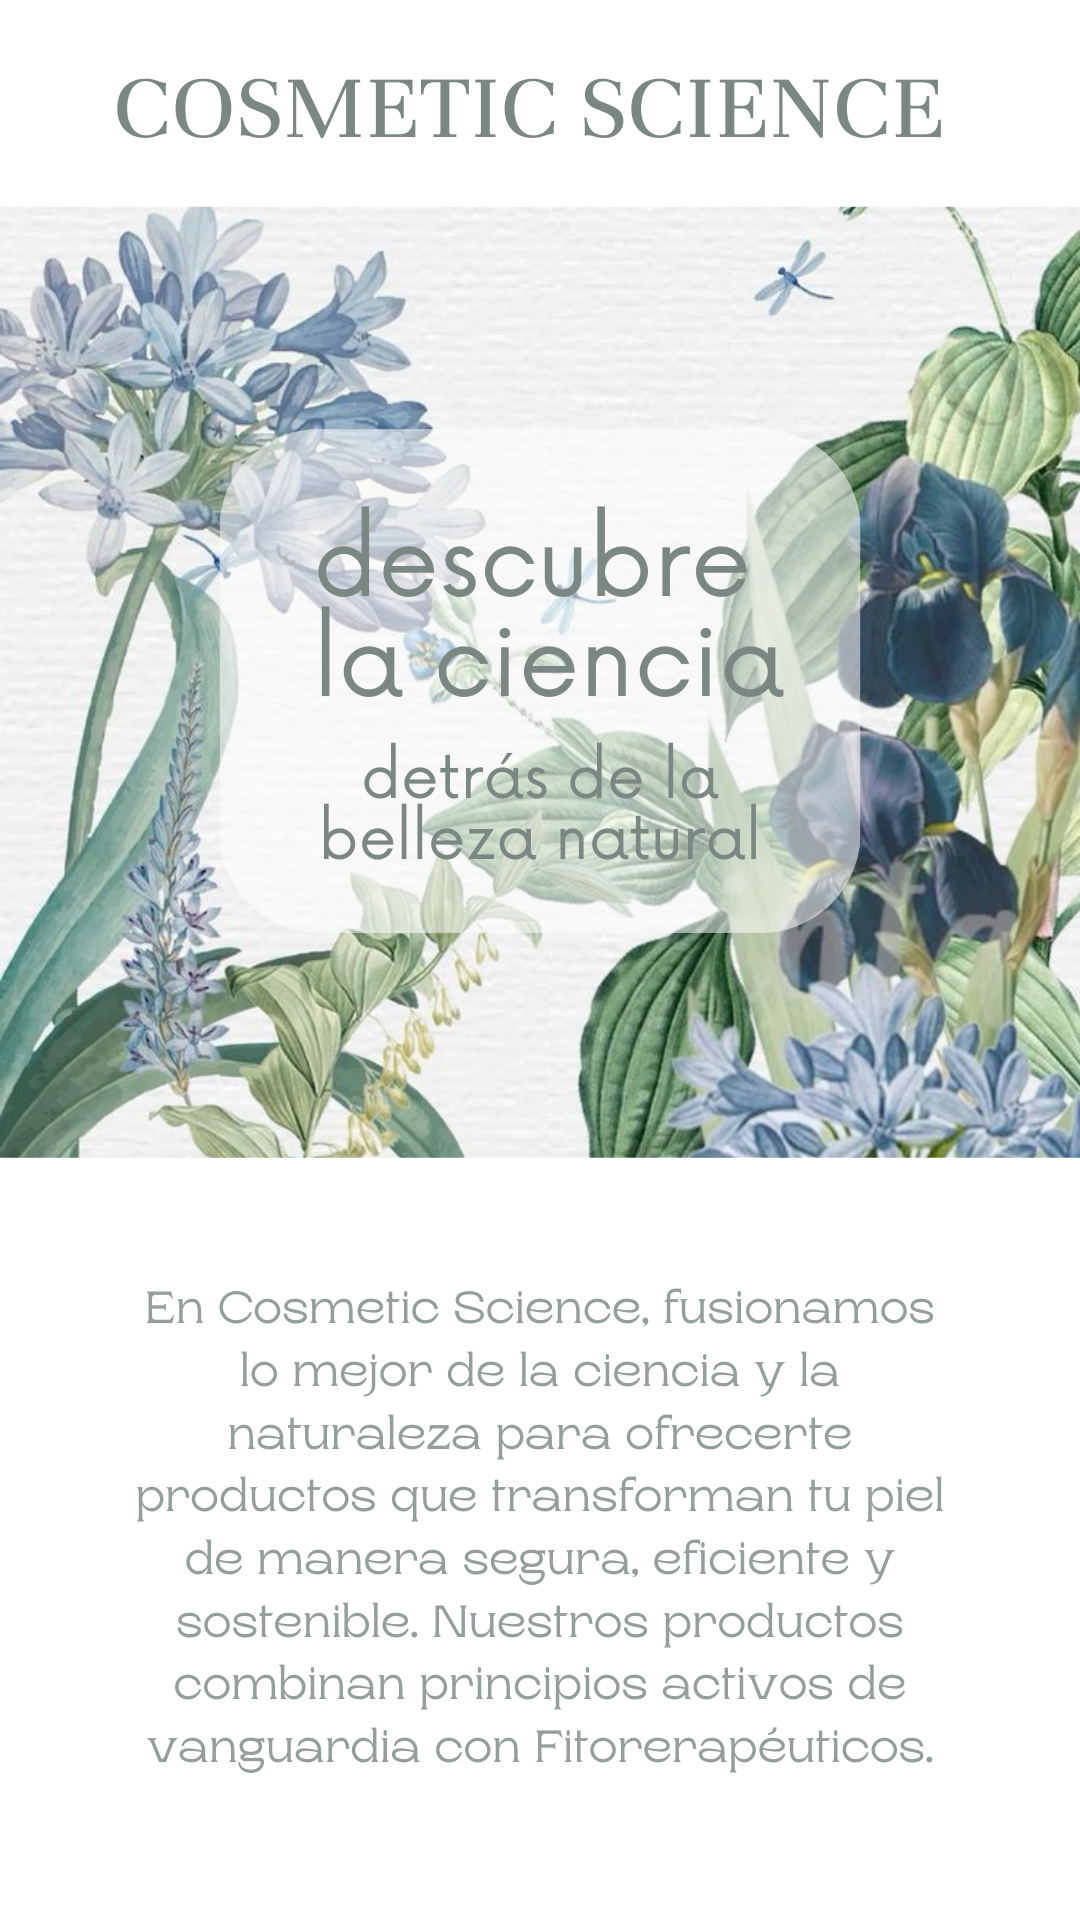 COSMETIC SCIENCE
descubre
la ciencia
detrás de la
belleza natural
En Cosmetic Science, fusionamos
lo mejor de la ciencia y la
naturaleza para ofrecerte
productos que transforman tu piel
de manera segura, eficiente y
sostenible. Nuestros productos
combinan principios activos de
vanguardia con Fitorerapéuticos.